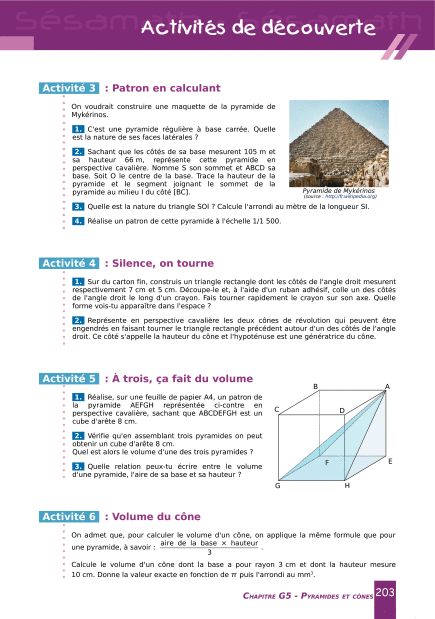 Sésamath Sésamath
Activités de découverte
Activité 3 : Patron en calculant
On voudrait construire une maquette de la pyramide de
Mykérinos.
1. C'est une pyramide régulière à base carrée. Quelle
est la nature de ses faces latérales ?
2. Sachant que les côtés de sa base mesurent 105 m et
sa hauteur 66 m, représente cette pyramide en
perspective cavalière. Nomme S son sommet et ABCD sa
base. Soit O le centre de la base. Trace la hauteur de la
pyramide et le segment joignant le sommet de la
pyramide au milieu I du côté [BC].
Pyramide de Mykérinos
(source : http://fr.wikipedia.org)
3. Quelle est la nature du triangle SOI ? Calcule l'arrondi au mètre de la longueur SI.
4. Réalise un patron de cette pyramide à l'échelle 1/1 500.
Activité 4 : Silence, on tourne
1. Sur du carton fin, construis un triangle rectangle dont les côtés de l'angle droit mesurent
respectivement 7 cm et 5 cm. Découpe-le et, à l'aide d'un ruban adhésif, colle un des côtés
de l'angle droit le long d'un crayon. Fais tourner rapidement le crayon sur son axe. Quelle
forme vois-tu apparaître dans l'espace ?
2. Représente en perspective cavalière les deux cônes de révolution qui peuvent être
engendrés en faisant tourner le triangle rectangle précédent autour d'un des côtés de l'angle
droit. Ce côté s'appelle la hauteur du cône et l'hypoténuse est une génératrice du cône.
Activité 5 : À trois, ça fait du volume
1. Réalise, sur une feuille de papier A4, un patron de
la pyramide AEFGH représentée ci-contre en
perspective cavalière, sachant que ABCDEFGH est un
cube d'arête 8 cm.
2. Vérifie qu'en assemblant trois pyramides on peut
obtenir un cube d'arête 8 cm.
Quel est alors le volume d'une des trois pyramides ?
3. Quelle relation peux-tu écrire entre le volume
d'une pyramide, l'aire de sa base et sa hauteur ?
B
A
C
D
F
E
G
H
Activité 6 : Volume du cône
On admet que, pour calculer le volume d'un cône, on applique la même formule que pour
une pyramide, à savoir : aire de la base × hauteur / 3 .
Calcule le volume d'un cône dont la base a pour rayon 3 cm et dont la hauteur mesure
10 cm. Donne la valeur exacte en fonction de π puis l'arrondi au mm³.
CHAPITRE G5 - PYRAMIDES ET CÔNES 203